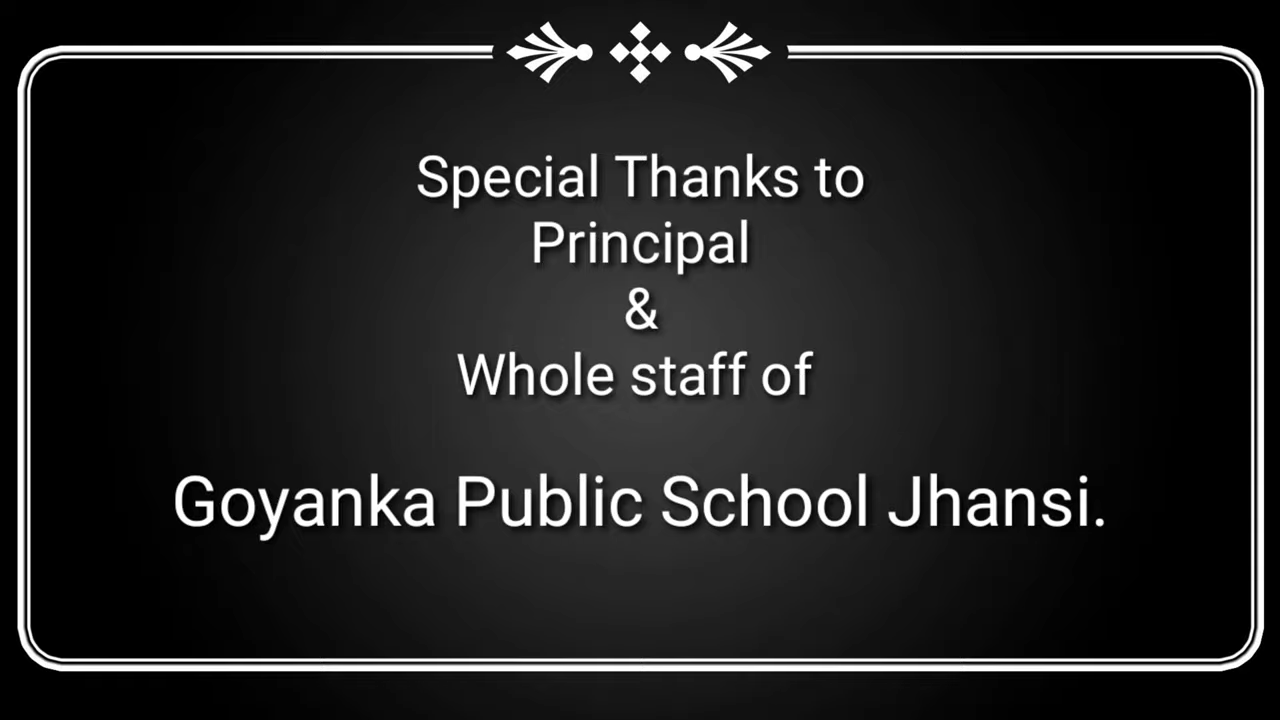 Special Thanks to
Principal
&
Whole staff of
Goyanka Public School Jhansi.